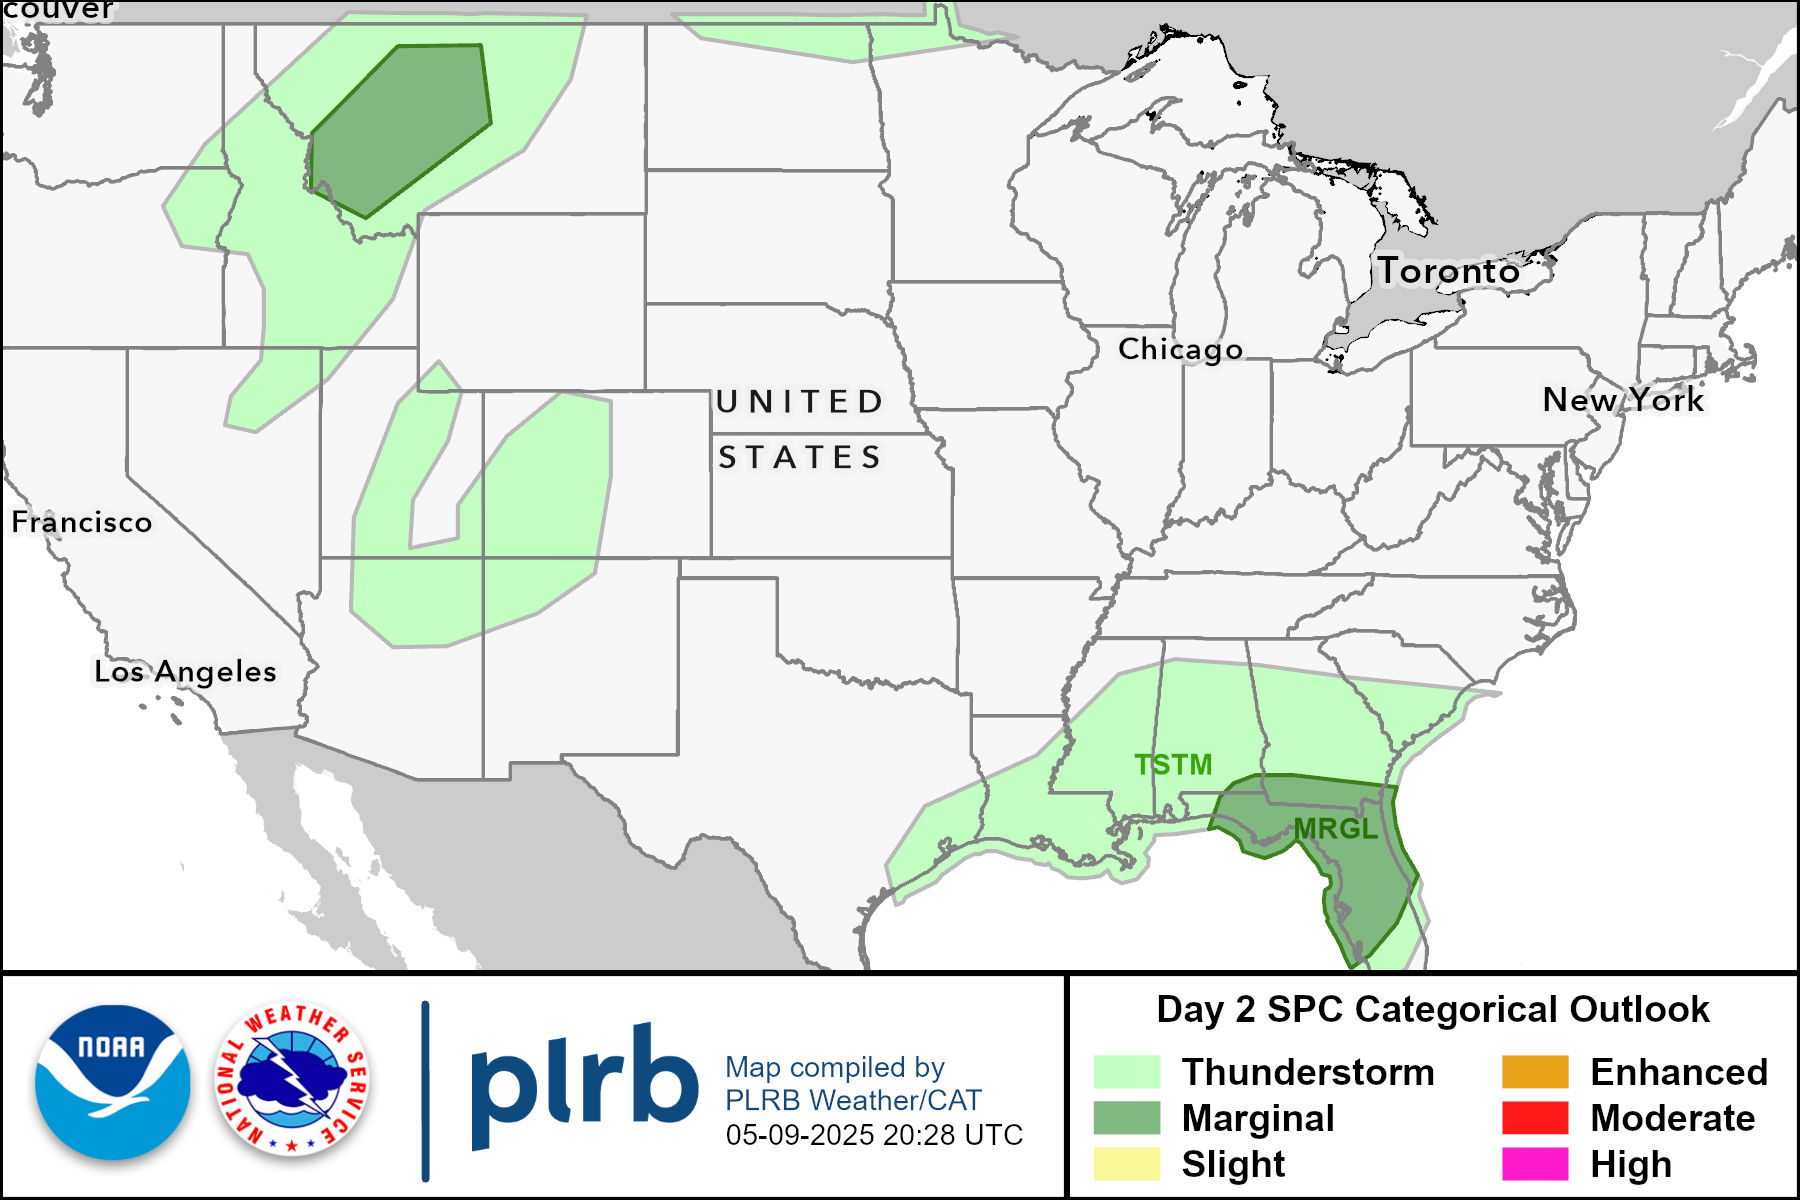 couver
Toronto
Chicago
UNITED
STATES
New York
Francisco
Los Angeles
TSTM
MRGL
NOAA
NATIONAL WEATHER SERVICE
plrb
Map compiled by
PLRB Weather/CAT
05-09-2025 20:28 UTC
Day 2 SPC Categorical Outlook
Thunderstorm
Marginal
Slight
Enhanced
Moderate
High